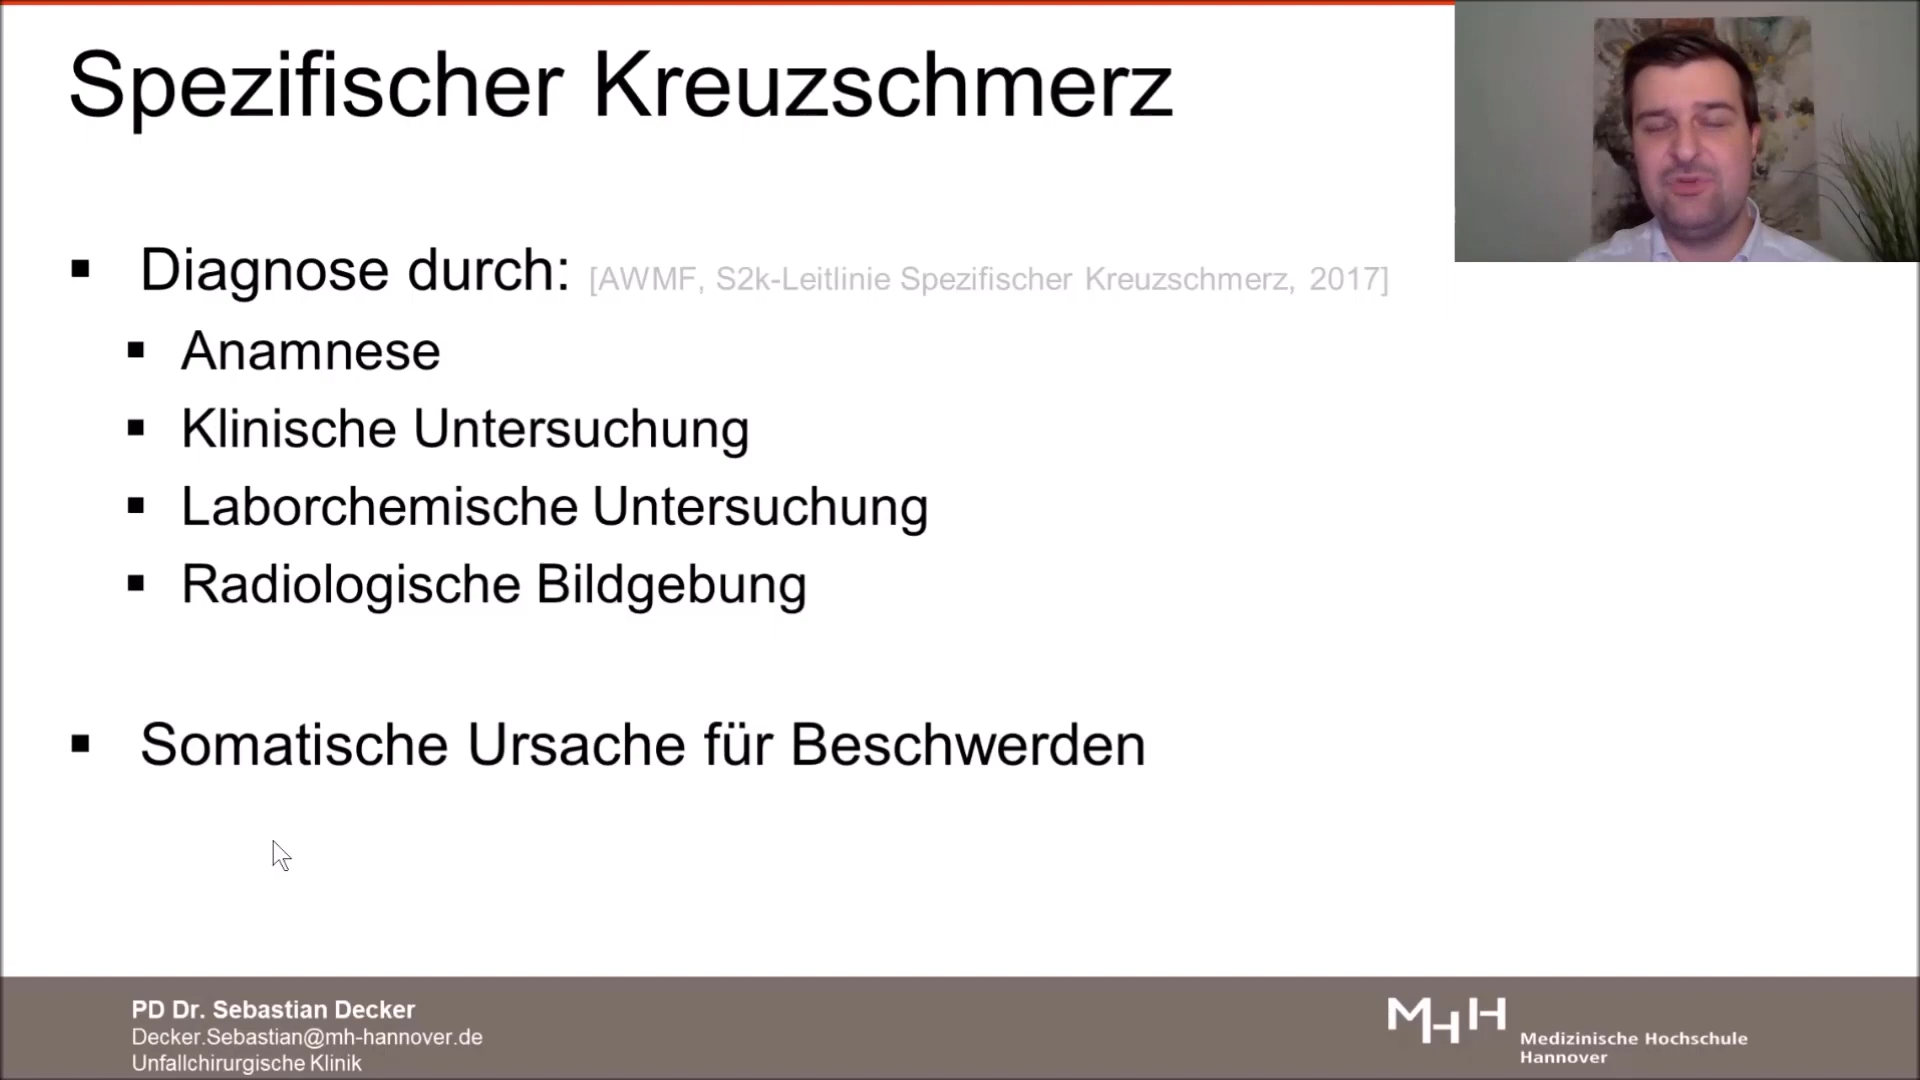 Spezifischer Kreuzschmerz
Diagnose durch: [AWMF, S2k-Leitlinie Spezifischer Kreuzschmerz, 2017]
Anamnese
Klinische Untersuchung
Laborchemische Untersuchung
Radiologische Bildgebung
Somatische Ursache für Beschwerden
PD Dr. Sebastian Decker
Decker.Sebastian@mh-hannover.de
Unfallchirurgische Klinik
MHH
Medizinische Hochschule
Hannover